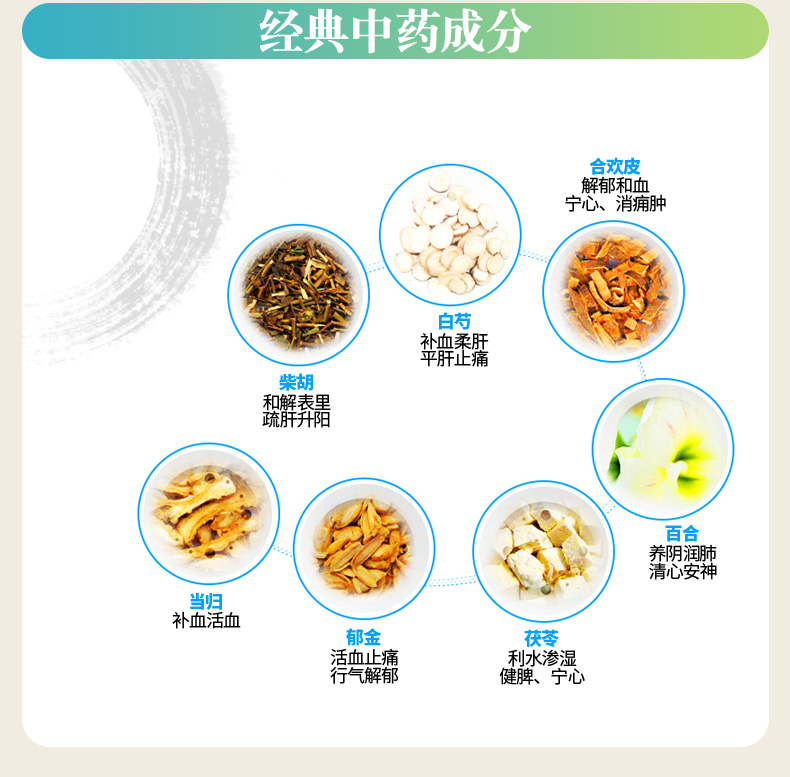 经典中药成分
合欢皮
解郁和血
宁心、消痈肿
白芍
补血柔肝
平肝止痛
柴胡
和解表里
疏肝升阳
百合
养阴润肺
清心安神
当归
补血活血
郁金
活血止痛
行气解郁
茯苓
利水渗湿
健脾、宁心